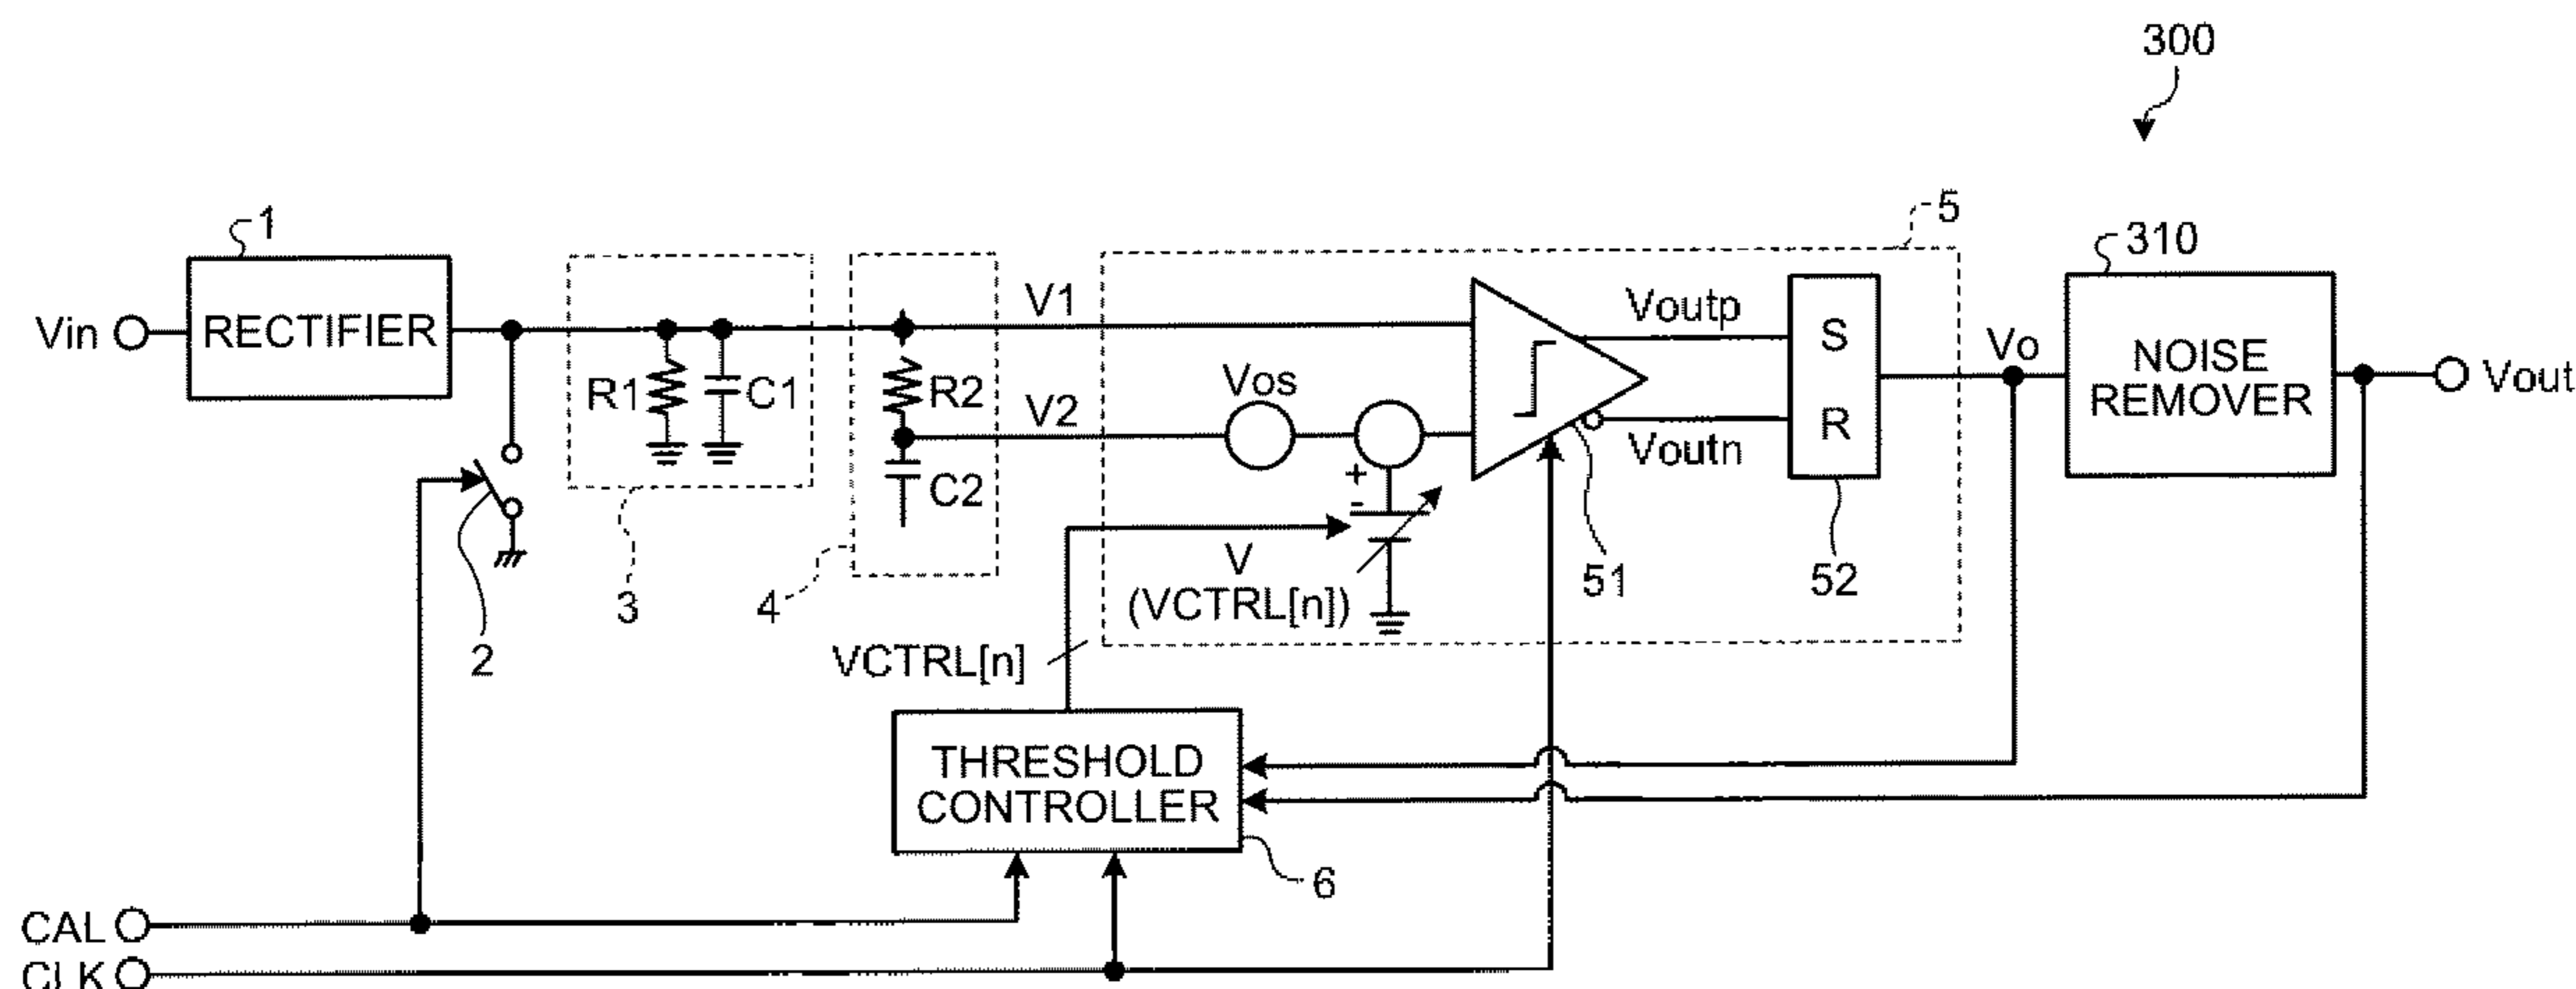 300
1
5
310
Vin
RECTIFIER
R1
C1
R2
C2
V1
V2
Vos
+
-
Voutp
Voutn
S
R
Vo
NOISE
REMOVER
Vout
2
3
4
V
(VCTRL[n])
51
52
VCTRL[n]
THRESHOLD
CONTROLLER
6
CAL
CLK